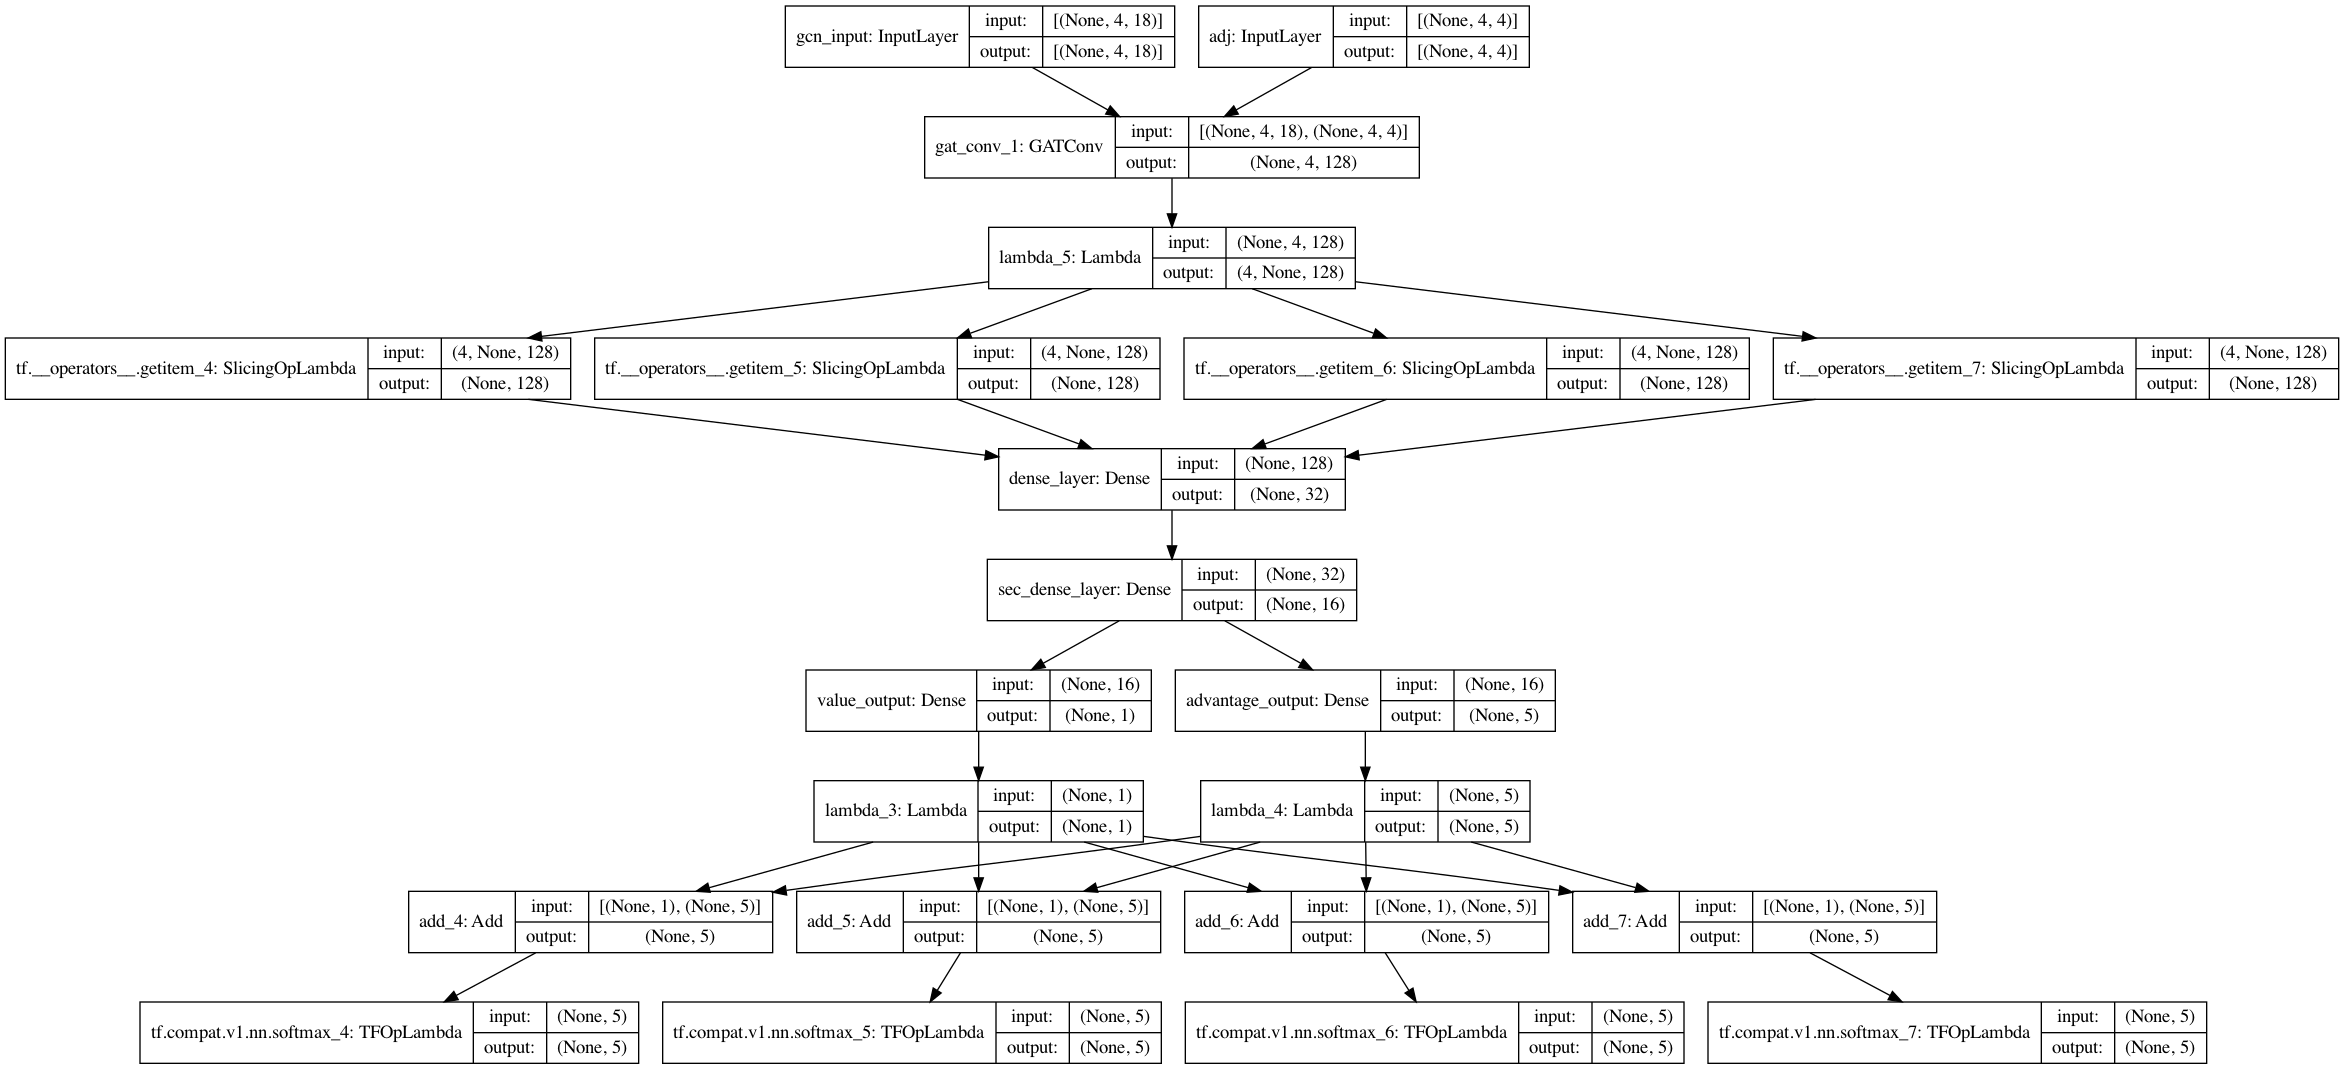 gcn_input: InputLayer
input: [(None, 4, 18)]
output: [(None, 4, 18)]
adj: InputLayer
input: [(None, 4, 4)]
output: [(None, 4, 4)]
gat_conv_1: GATConv
input: [(None, 4, 18), (None, 4, 4)]
output: (None, 4, 128)
lambda_5: Lambda
input: (None, 4, 128)
output: (4, None, 128)
tf.__operators__.getitem_4: SlicingOpLambda
input: (4, None, 128)
output: (None, 128)
tf.__operators__.getitem_5: SlicingOpLambda
input: (4, None, 128)
output: (None, 128)
tf.__operators__.getitem_6: SlicingOpLambda
input: (4, None, 128)
output: (None, 128)
tf.__operators__.getitem_7: SlicingOpLambda
input: (4, None, 128)
output: (None, 128)
dense_layer: Dense
input: (None, 128)
output: (None, 32)
sec_dense_layer: Dense
input: (None, 32)
output: (None, 16)
value_output: Dense
input: (None, 16)
output: (None, 1)
advantage_output: Dense
input: (None, 16)
output: (None, 5)
lambda_3: Lambda
input: (None, 1)
output: (None, 1)
lambda_4: Lambda
input: (None, 5)
output: (None, 5)
add_4: Add
input: [(None, 1), (None, 5)]
output: (None, 5)
add_5: Add
input: [(None, 1), (None, 5)]
output: (None, 5)
add_6: Add
input: [(None, 1), (None, 5)]
output: (None, 5)
add_7: Add
input: [(None, 1), (None, 5)]
output: (None, 5)
tf.compat.v1.nn.softmax_4: TFOpLambda
input: (None, 5)
output: (None, 5)
tf.compat.v1.nn.softmax_5: TFOpLambda
input: (None, 5)
output: (None, 5)
tf.compat.v1.nn.softmax_6: TFOpLambda
input: (None, 5)
output: (None, 5)
tf.compat.v1.nn.softmax_7: TFOpLambda
input: (None, 5)
output: (None, 5)